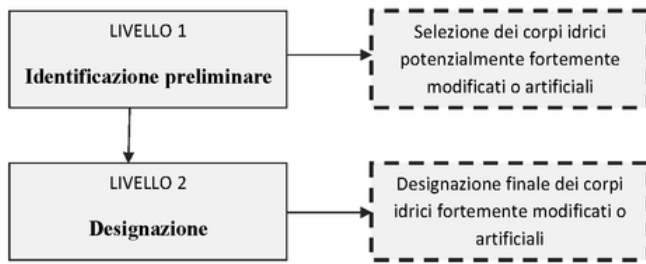 LIVELLO 1
Identificazione preliminare
Selezione dei corpi idrici
potenzialmente fortemente
modificati o artificiali
LIVELLO 2
Designazione
Designazione finale dei corpi
idrici fortemente modificati o
artificiali